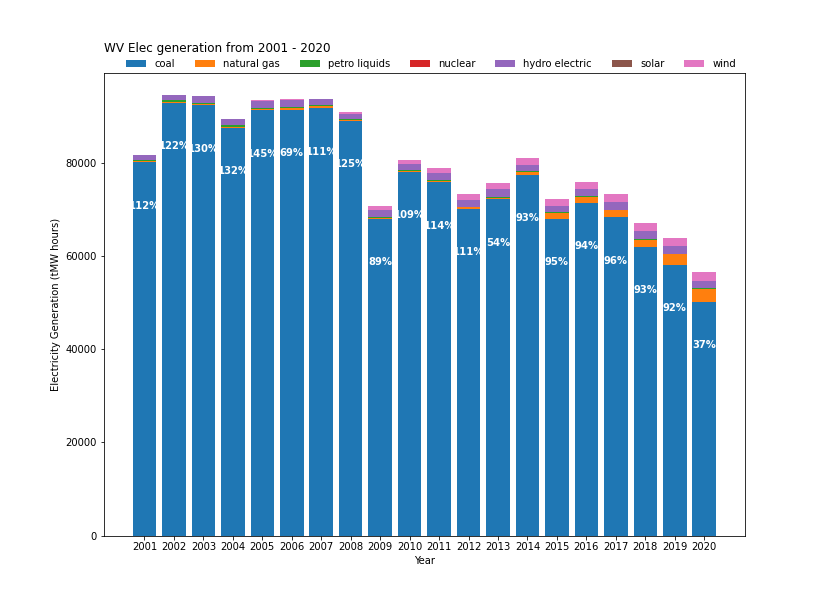 WV Elec generation from 2001 - 2020
coal natural gas petro liquids nuclear hydro electric solar wind
Electricity Generation (tMW hours)
80000
60000
40000
20000
0
112% 122% 130% 132% 145% 69% 111% 125% 89% 109% 114% 111% 54% 93% 95% 94% 96% 93% 92% 37%
2001 2002 2003 2004 2005 2006 2007 2008 2009 2010 2011 2012 2013 2014 2015 2016 2017 2018 2019 2020
Year